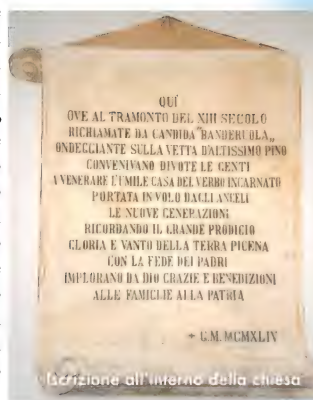 QUÍ
OVE AL TRAMONTO DEL XIII SECOLO
RICHIAMATE DA CANDIDA "BANDERUOLA„
ONDEGGIANTE SULLA VETTA D'ALTISSIMO PINO
CONVENIVANO DIVOTE LE GENTI
A VENERARE L'UMILE CASA DEL VERBO INCARNATO
PORTATA IN VOLO DAGLI ANGELI
LE NUOVE GENERAZIONI
RICORDANDO IL GRANDE PRODIGIO
GLORIA E VANTO DELLA TERRA PICENA
CON LA FEDE DEI PADRI
IMPLORANO DA DIO GRAZIE E BENEDIZIONI
ALLE FAMIGLIE ALLA PATRIA
+ G.M. MCMXLIV
Iscrizione all'interno della chiesa